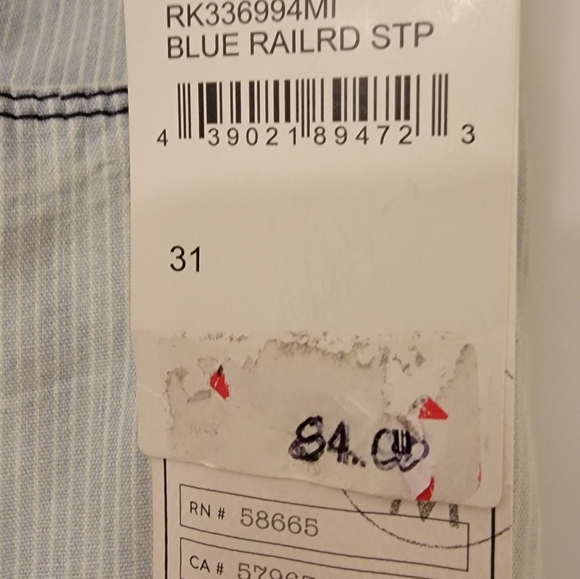 RK336994MI
BLUE RAILRD STP
4 39021 89472 3
31
84.00
RN # 58665
CA #